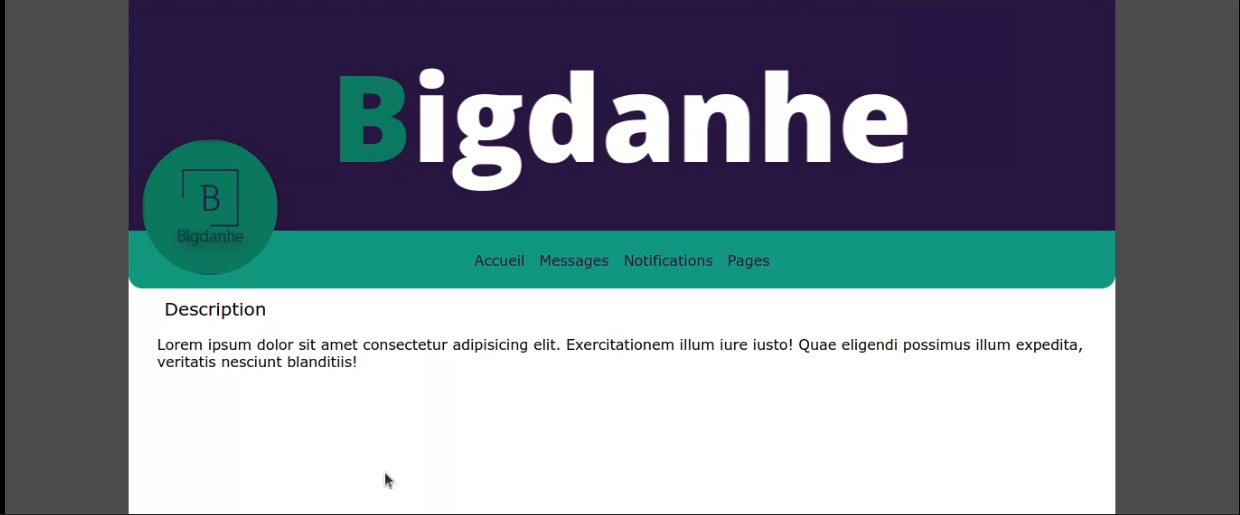 Bigdanhe
B
Bigdanhe
Accueil Messages Notifications Pages
Description
Lorem ipsum dolor sit amet consectetur adipisicing elit. Exercitationem illum iure iusto! Quae eligendi possimus illum expedita,
veritatis nesciunt blanditiis!